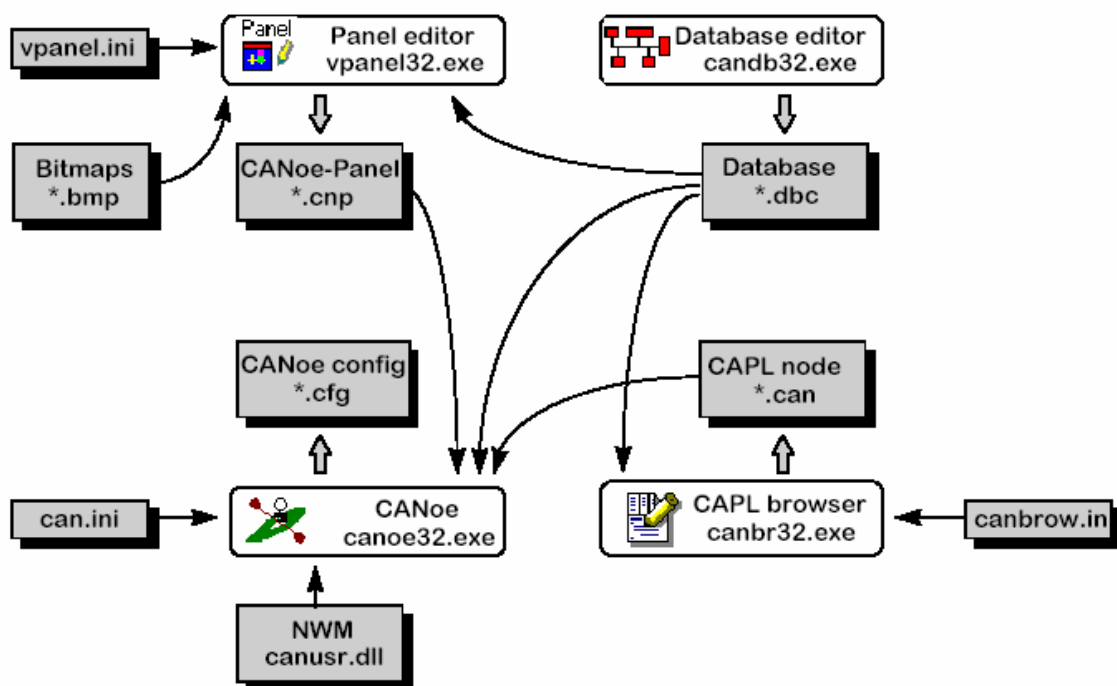 Panel
vpanel.ini
Panel editor
vpanel32.exe
Database editor
candb32.exe
Bitmaps
*.bmp
CANoe-Panel
*.cnp
Database
*.dbc
CANoe config
*.cfg
CAPL node
*.can
can.ini
CANoe
canoe32.exe
CAPL browser
canbr32.exe
canbrow.in
NWM
canusr.dll